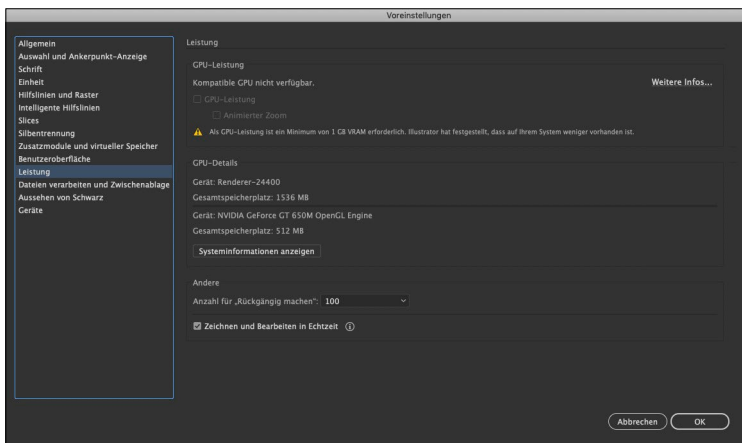 Voreinstellungen
Allgemein
Auswahl und Ankerpunkt-Anzeige
Schrift
Einheit
Hilfslinien und Raster
Intelligente Hilfslinien
Slices
Silbentrennung
Zusatzmodule und virtueller Speicher
Benutzeroberfläche
Leistung
Dateien verarbeiten und Zwischenablage
Aussehen von Schwarz
Geräte
Leistung
GPU-Leistung
Kompatible GPU nicht verfügbar.
Weitere Infos...
GPU-Leistung
Animierter Zoom
Als GPU-Leistung ist ein Minimum von 1 GB VRAM erforderlich. Illustrator hat festgestellt, dass auf Ihrem System weniger vorhanden ist.
GPU-Details
Gerät: Renderer-24400
Gesamtspeicherplatz: 1536 MB
Gerät: NVIDIA GeForce GT 650M OpenGL Engine
Gesamtspeicherplatz: 512 MB
Systeminformationen anzeigen
Andere
Anzahl für „Rückgängig machen“: 100
Zeichnen und Bearbeiten in Echtzeit
Abbrechen
OK